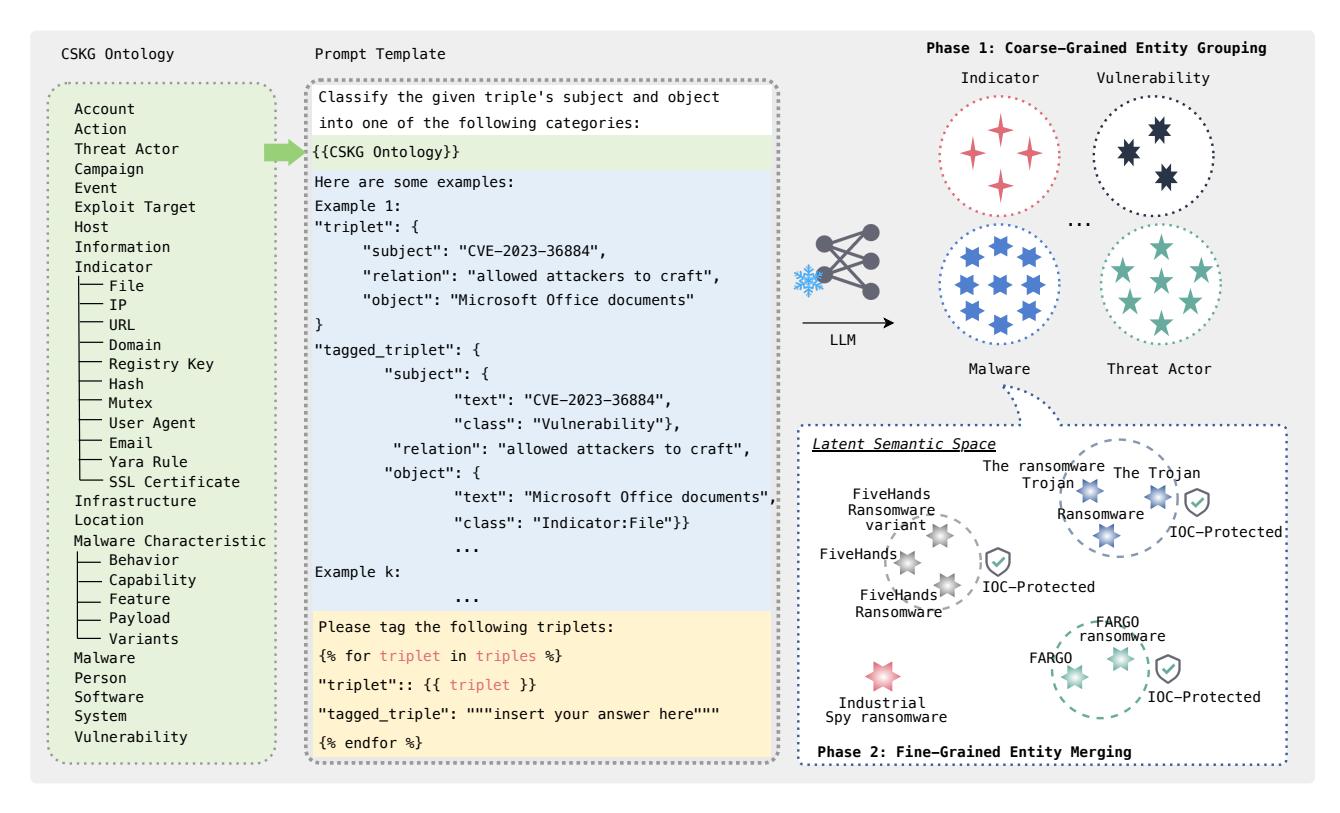 CSKG Ontology
Account
Action
Threat Actor
Campaign
Event
Exploit Target
Host
Information
Indicator
File
IP
URL
Domain
Registry Key
Hash
Mutex
User Agent
Email
Yara Rule
SSL Certificate
Infrastructure
Location
Malware Characteristic
Behavior
Capability
Feature
Payload
Variants
Malware
Person
Software
System
Vulnerability
Prompt Template
Classify the given triple's subject and object
into one of the following categories:
{{CSKG Ontology}}
Here are some examples:
Example 1:
"triplet": {
"subject": "CVE-2023-36884",
"relation": "allowed attackers to craft",
"object": "Microsoft Office documents"
}
"tagged_triplet": {
"subject": {
"text": "CVE-2023-36884",
"class": "Vulnerability"},
"relation": "allowed attackers to craft",
"object": {
"text": "Microsoft Office documents",
"class": "Indicator:File"}}
...
Example k:
...
Please tag the following triplets:
{% for triplet in triples %}
"triplet":: {{ triplet }}
"tagged_triple": """insert your answer here"""
{% endfor %}
LLM
Phase 1: Coarse-Grained Entity Grouping
Indicator
Vulnerability
...
Malware
Threat Actor
Latent Semantic Space
The ransomware
Trojan
The Trojan
Ransomware
IOC-Protected
FiveHands
Ransomware
variant
FiveHands
FiveHands
Ransomware
IOC-Protected
FARGO
ransomware
FARGO
IOC-Protected
Industrial
Spy ransomware
Phase 2: Fine-Grained Entity Merging